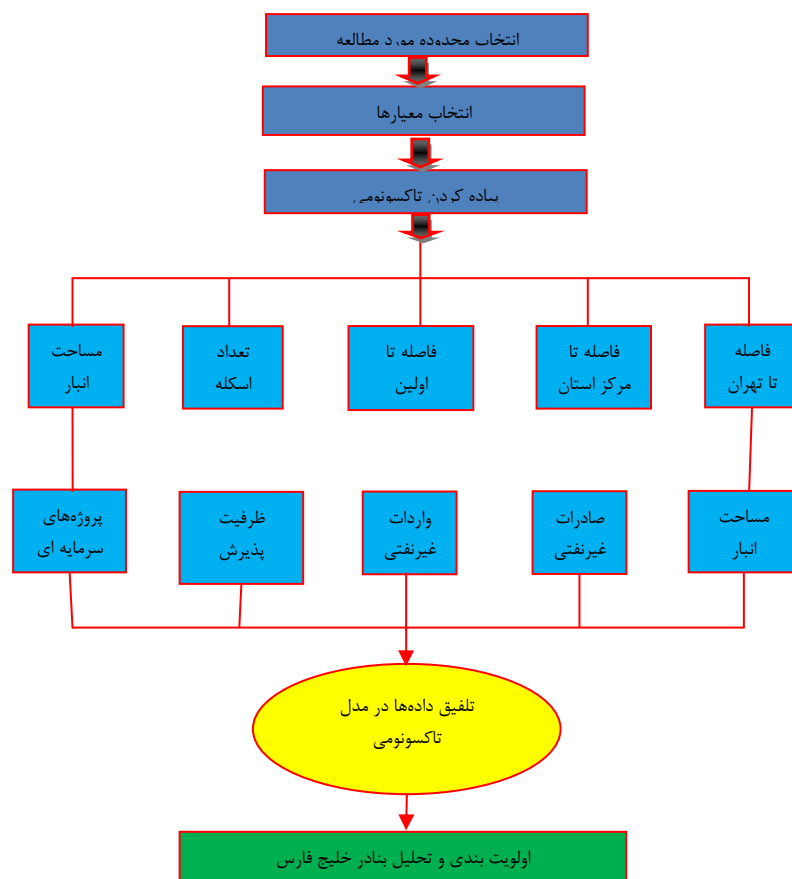 انتخاب محدوده مورد مطالعه
انتخاب معیارها
پیاده کردن تاکسونومی
فاصله
تا تهران
فاصله تا
مرکز استان
فاصله تا
اولین
تعداد
اسکله
مساحت
انبار
مساحت
انبار
صادرات
غیرنفتی
واردات
غیرنفتی
ظرفیت
پذیرش
پروژه‌های
سرمایه ای
تلفیق داده‌ها در مدل
تاکسونومی
اولویت بندی و تحلیل بنادر خلیج فارس